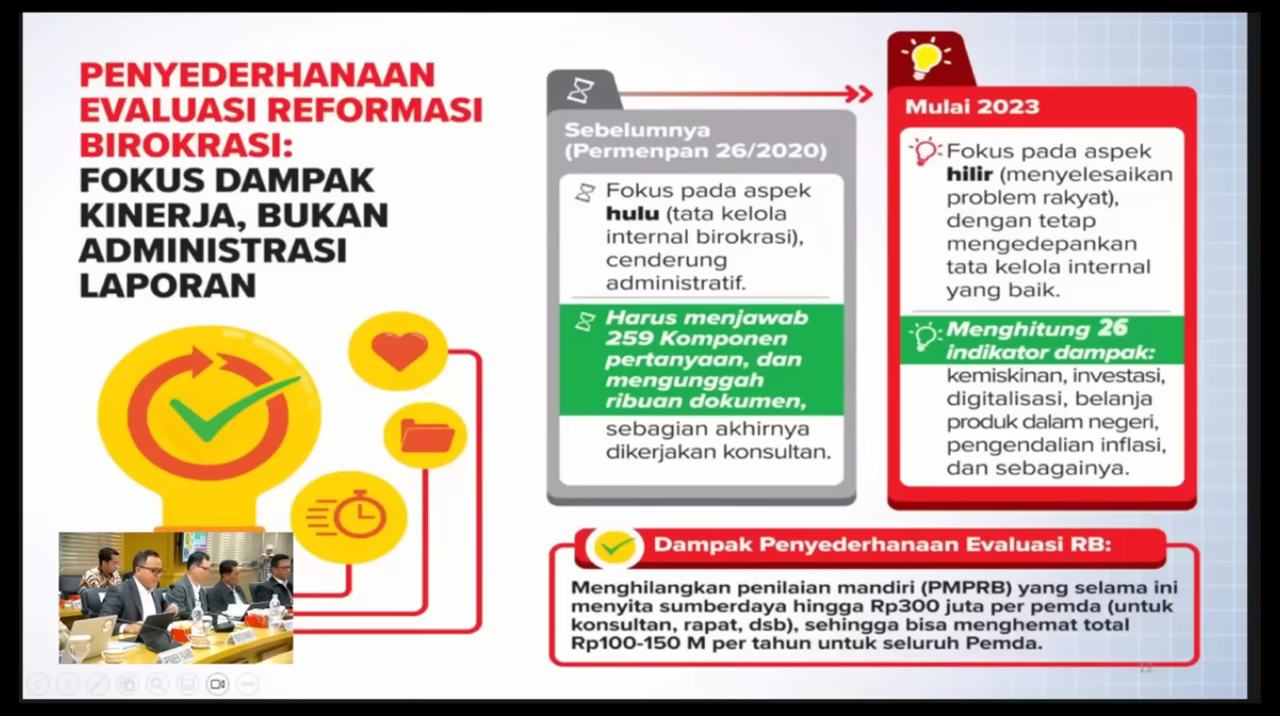 PENYEDERHANAAN
EVALUASI REFORMASI
BIROKRASI:
FOKUS DAMPAK
KINERJA, BUKAN
ADMINISTRASI
LAPORAN
Sebelumnya
(Permenpan 26/2020)
Fokus pada aspek
hulu (tata kelola
internal birokrasi),
cenderung
administratif.
Harus menjawab
259 Komponen
pertanyaan, dan
mengunggah
ribuan dokumen,
sebagian akhirnya
dikerjakan konsultan.
Mulai 2023
Fokus pada aspek
hilir (menyelesaikan
problem rakyat),
dengan tetap
mengedepankan
tata kelola internal
yang baik.
Menghitung 26
indikator dampak:
kemiskinan, investasi,
digitalisasi, belanja
produk dalam negeri,
pengendalian inflasi,
dan sebagainya.
Dampak Penyederhanaan Evaluasi RB:
Menghilangkan penilaian mandiri (PMPRB) yang selama ini
menyita sumberdaya hingga Rp300 juta per pemda (untuk
konsultan, rapat, dsb), sehingga bisa menghemat total
Rp100-150 M per tahun untuk seluruh Pemda.
12